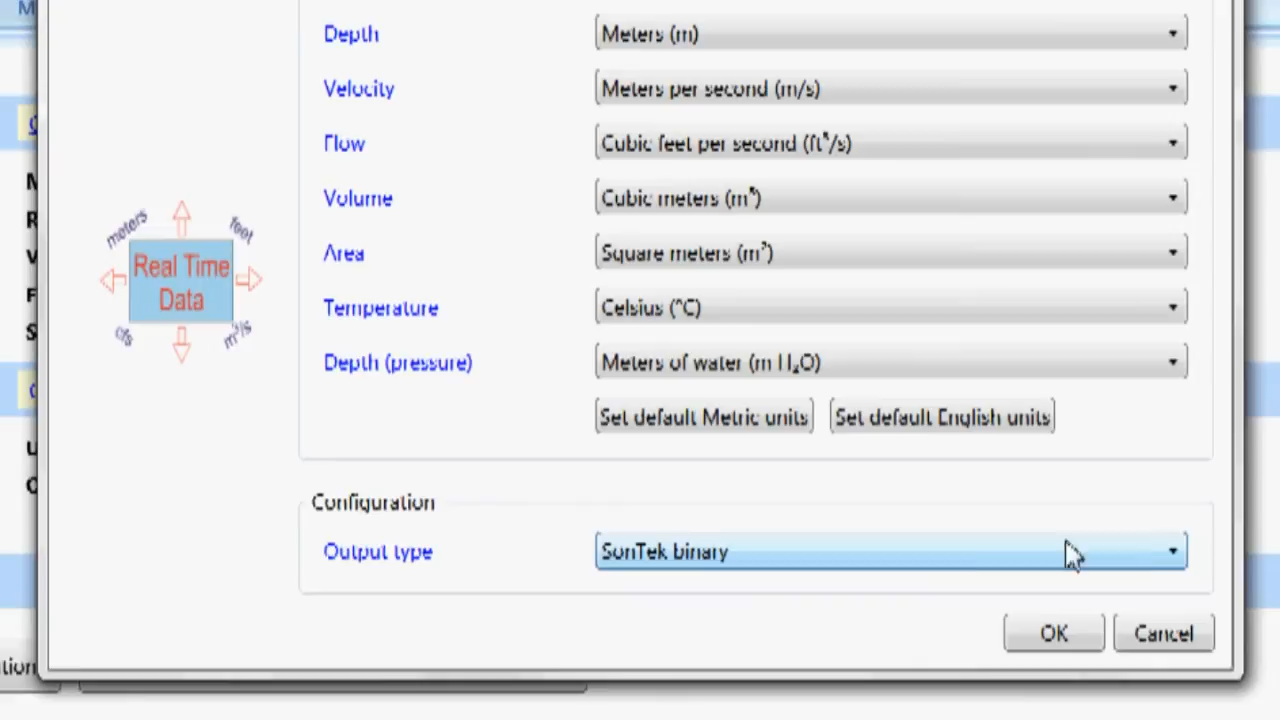 Depth Meters (m)
Velocity Meters per second (m/s)
Flow Cubic feet per second (ft³/s)
Volume Cubic meters (m³)
Area Square meters (m²)
Temperature Celsius (°C)
Depth (pressure) Meters of water (m H₂O)
Set default Metric units Set default English units
meters feet
Real Time
Data
cfs m³/s
Configuration
Output type SonTek binary
OK Cancel